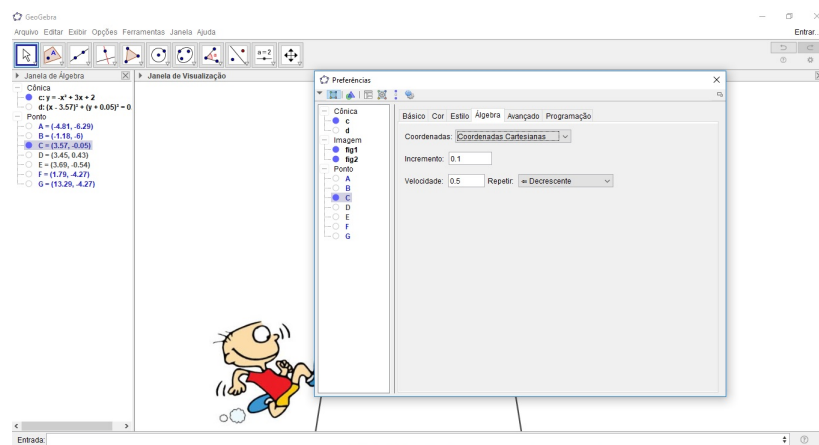 GeoGebra
Arquivo Editar Exibir Opções Ferramentas Janela Ajuda
Entrar...
a=2
Janela de Álgebra
Janela de Visualização
Cônica
c: y = -x² + 3x + 2
d: (x - 3.57)² + (y + 0.05)² = 0
Ponto
A = (-4.81, -6.29)
B = (-1.18, -6)
C = (3.57, -0.05)
D = (3.45, 0.43)
E = (3.69, -0.54)
F = (1.79, -4.27)
G = (13.29, -4.27)
Preferências
Cônica
c
d
Imagem
fig1
fig2
Ponto
A
B
C
D
E
F
G
Básico Cor Estilo Álgebra Avançado Programação
Coordenadas: Coordenadas Cartesianas
Incremento: 0.1
Velocidade: 0.5 Repetir: ⇐ Decrescente
Entrada: